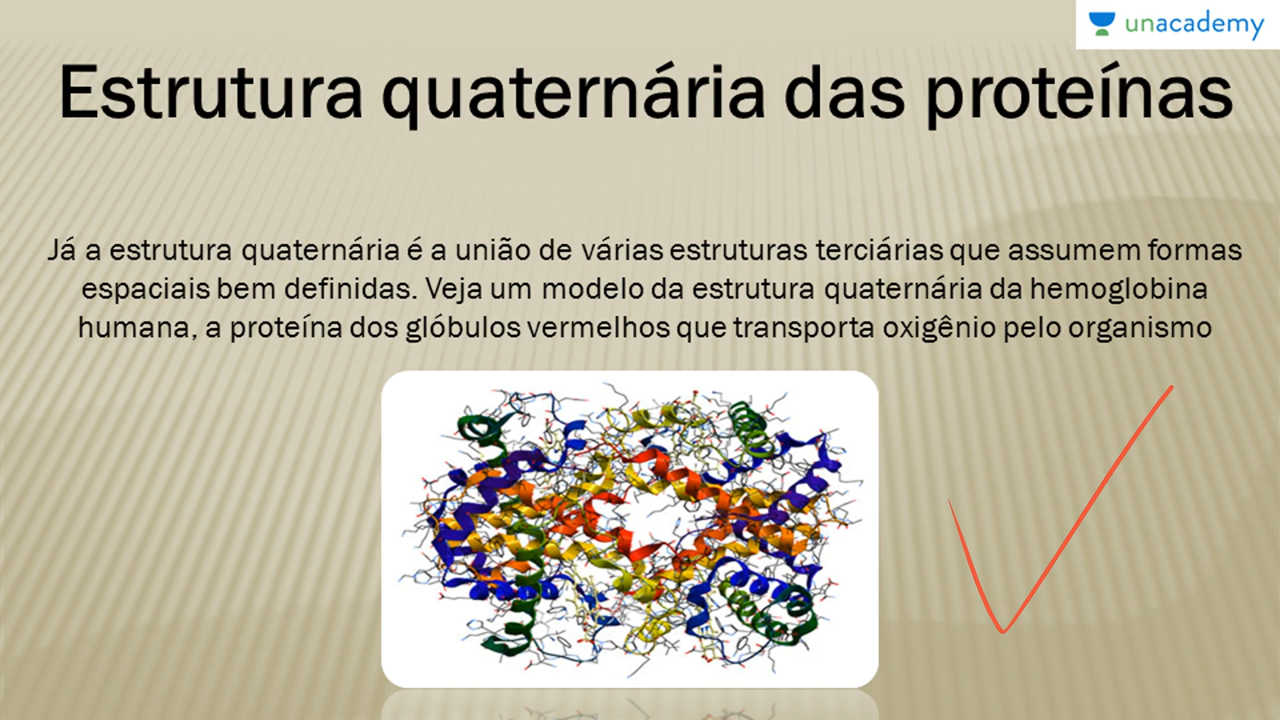 unacademy
Estrutura quaternária das proteínas
Já a estrutura quaternária é a união de várias estruturas terciárias que assumem formas
espaciais bem definidas. Veja um modelo da estrutura quaternária da hemoglobina
humana, a proteína dos glóbulos vermelhos que transporta oxigênio pelo organismo